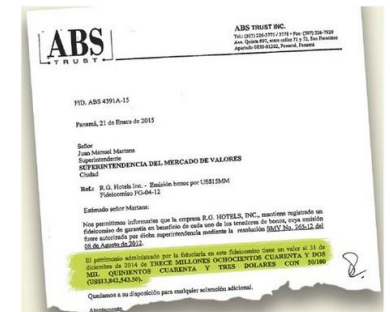 ABS
TRUST
ABS TRUST INC.
Panamá, 21 de Enero de 2015
FID. ABS 4391A-15
Señor
Juan Manuel Martans
Superintendente
SUPERINTENDENCIA DEL MERCADO DE VALORES
Ciudad
Ref.: R.G. Hotels Inc. - Emisión bonos por US$15MM
Fideicomiso FG-04-12
Estimado señor Martans:
Nos permitimos informarles que la empresa R.G. HOTELS, INC., mantiene registrado un
fideicomiso de garantía en beneficio de cada uno de los tenedores de bonos, cuya emisión
fuese autorizada por dicha superintendencia mediante la resolución SMV No. 265-12 del
08 de Agosto de 2012.
El patrimonio administrado por la fiduciaria en este fideicomiso tiene un valor al 31 de
diciembre de 2014 de TRECE MILLONES OCHOCIENTOS CUARENTA Y DOS
MIL QUINIENTOS CUARENTA Y TRES DOLARES CON 50/100
(US$13,842,543.50).
Quedamos a su disposición para cualquier aclaración adicional.
Atentamente